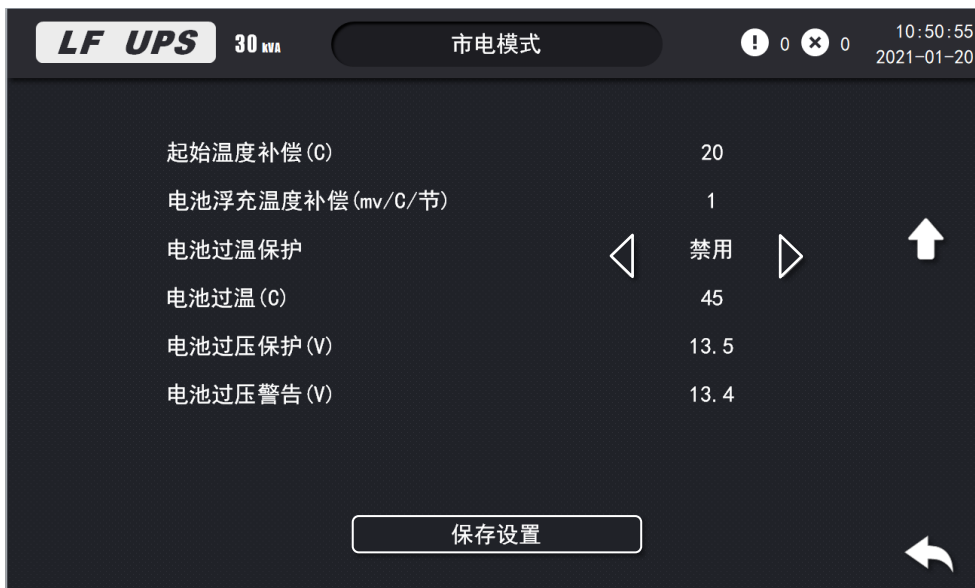 LF UPS 30 kVA 市电模式 0 0 10:50:55
2021-01-20
起始温度补偿(C) 20
电池浮充温度补偿(mv/C/节) 1
电池过温保护 禁用
电池过温(C) 45
电池过压保护(V) 13.5
电池过压警告(V) 13.4
保存设置